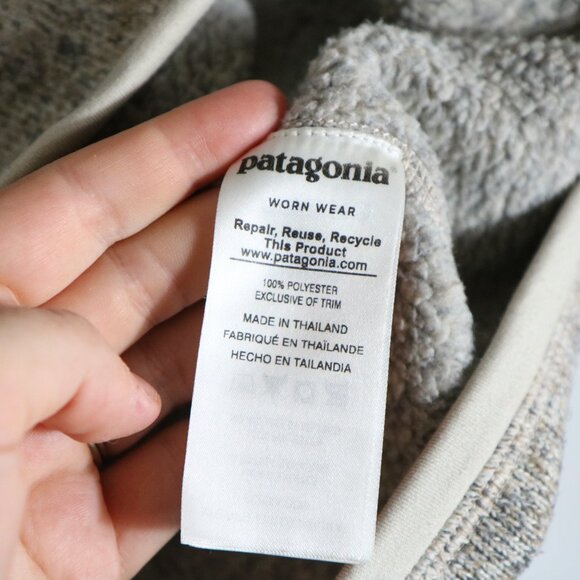 patagonia®
WORN WEAR
Repair, Reuse, Recycle
This Product
www.patagonia.com
100% POLYESTER
EXCLUSIVE OF TRIM
MADE IN THAILAND
FABRIQUÉ EN THAÏLANDE
HECHO EN TAILANDIA